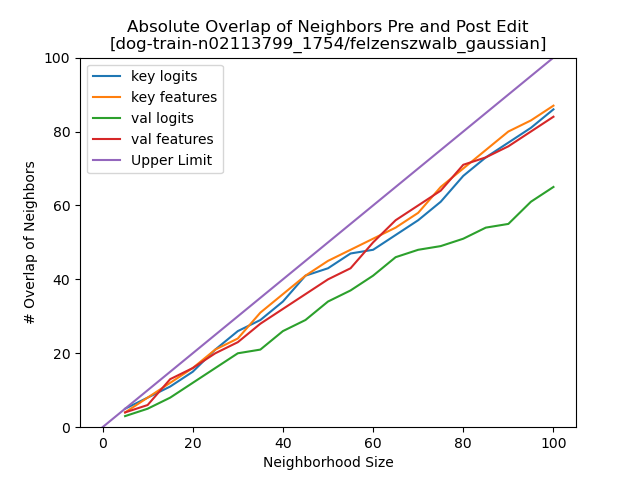 Absolute Overlap of Neighbors Pre and Post Edit
[dog-train-n02113799_1754/felzenszwalb_gaussian]
key logits
key features
val logits
val features
Upper Limit
# Overlap of Neighbors
100
80
60
40
20
0
0 20 40 60 80 100
Neighborhood Size